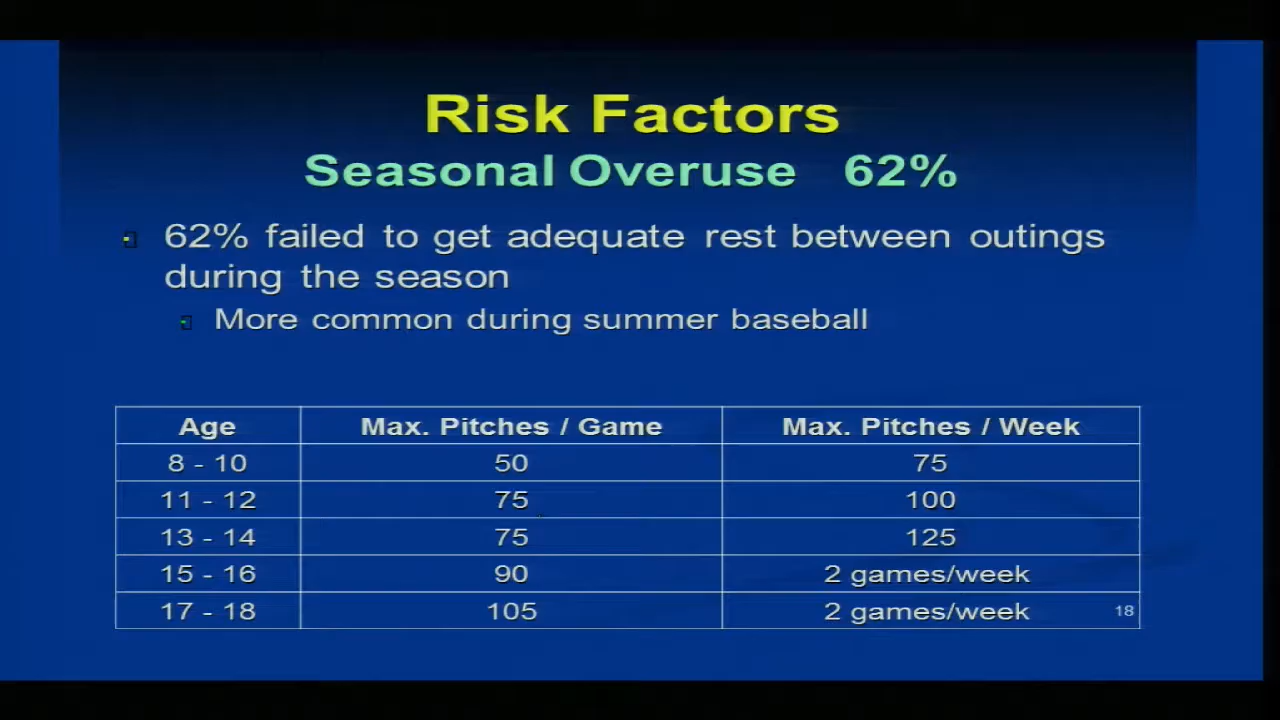 Risk Factors
Seasonal Overuse 62%
62% failed to get adequate rest between outings
during the season
More common during summer baseball
Age Max. Pitches / Game Max. Pitches / Week
8 - 10 50 75
11 - 12 75 100
13 - 14 75 125
15 - 16 90 2 games/week
17 - 18 105 2 games/week 18